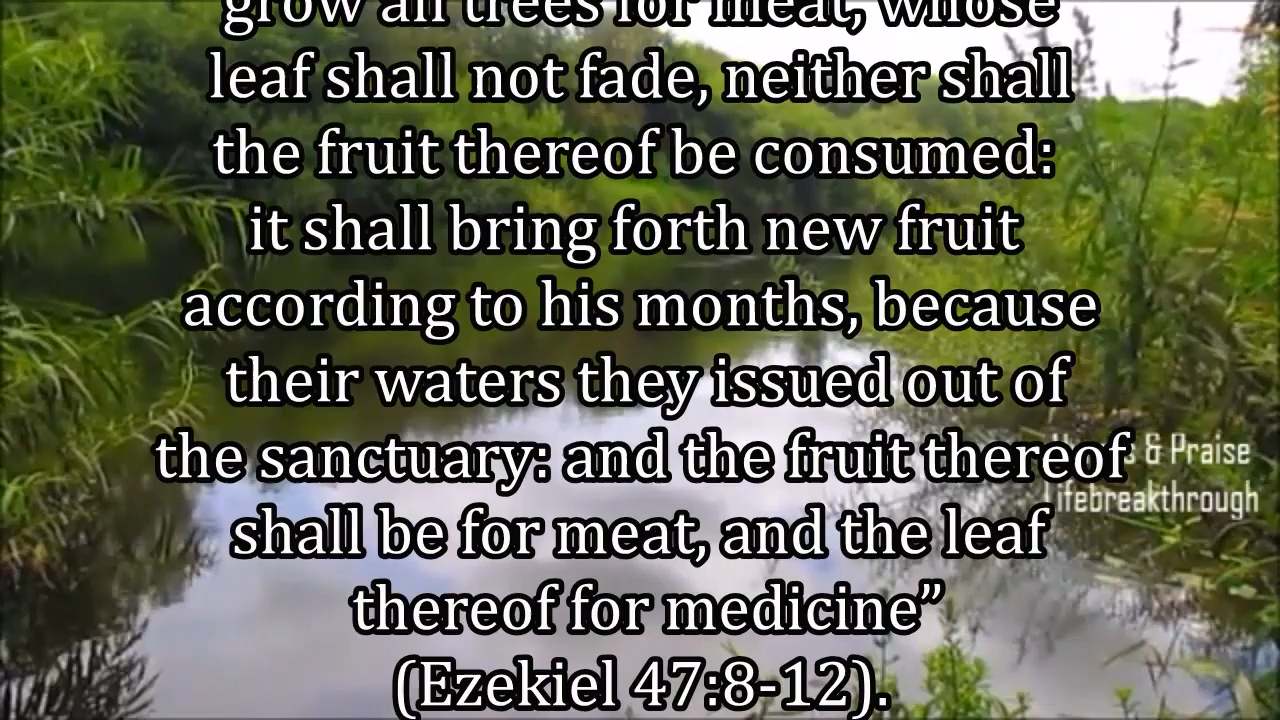 grow all trees for meat, whose
leaf shall not fade, neither shall
the fruit thereof be consumed:
it shall bring forth new fruit
according to his months, because
their waters they issued out of
the sanctuary: and the fruit thereof
shall be for meat, and the leaf
thereof for medicine”
(Ezekiel 47:8-12).
& Praise
Lifebreakthrough